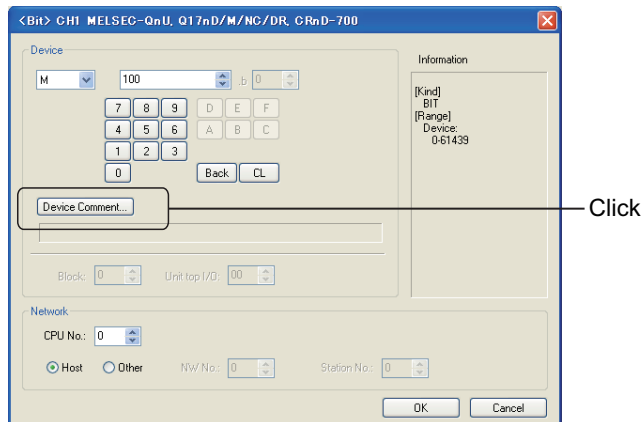 <Bit> CH1 MELSEC-QnU, Q17nD/M/NC/DR, CRnD-700
Device
M 100 .b 0
7 8 9 D E F
4 5 6 A B C
1 2 3
0 Back CL
Device Comment...
Block: 0 Unit top I/O: 00
Information
[Kind]
BIT
[Range]
Device:
0-61439
Click
Network
CPU No.: 0
Host Other NW No.: 0 Station No.: 0
OK Cancel